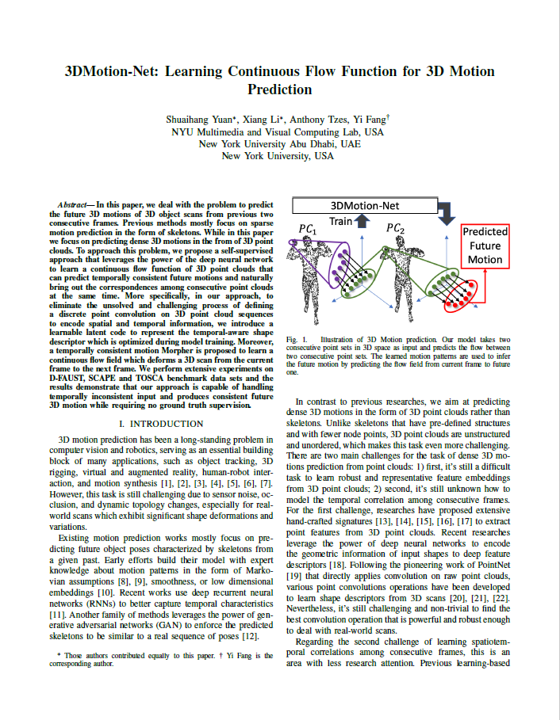 3DMotion-Net: Learning Continuous Flow Function for 3D Motion
Prediction
Shuaihang Yuan*, Xiang Li*, Anthony Tzes, Yi Fang†
NYU Multimedia and Visual Computing Lab, USA
New York University Abu Dhabi, UAE
New York University, USA
Abstract— In this paper, we deal with the problem to predict
the future 3D motions of 3D object scans from previous two
consecutive frames. Previous methods mostly focus on sparse
motion prediction in the form of skeletons. While in this paper
we focus on predicting dense 3D motions in the from of 3D point
clouds. To approach this problem, we propose a self-supervised
approach that leverages the power of the deep neural network
to learn a continuous flow function of 3D point clouds that
can predict temporally consistent future motions and naturally
bring out the correspondences among consecutive point clouds
at the same time. More specifically, in our approach, to
eliminate the unsolved and challenging process of defining
a discrete point convolution on 3D point cloud sequences
to encode spatial and temporal information, we introduce a
learnable latent code to represent the temporal-aware shape
descriptor which is optimized during model training. Moreover,
a temporally consistent motion Morpher is proposed to learn a
continuous flow field which deforms a 3D scan from the current
frame to the next frame. We perform extensive experiments on
D-FAUST, SCAPE and TOSCA benchmark data sets and the
results demonstrate that our approach is capable of handling
temporally inconsistent input and produces consistent future
3D motion while requiring no ground truth supervision.
I. INTRODUCTION
3D motion prediction has been a long-standing problem in
computer vision and robotics, serving as an essential building
block of many applications, such as object tracking, 3D
rigging, virtual and augmented reality, human-robot inter-
action, and motion synthesis [1], [2], [3], [4], [5], [6], [7].
However, this task is still challenging due to sensor noise, oc-
clusion, and dynamic topology changes, especially for real-
world scans which exhibit significant shape deformations and
variations.
Existing motion prediction works mostly focus on pre-
dicting future object poses characterized by skeletons from
a given past. Early efforts build their model with expert
knowledge about motion patterns in the form of Marko-
vian assumptions [8], [9], smoothness, or low dimensional
embeddings [10]. Recent works use deep recurrent neural
networks (RNNs) to better capture temporal characteristics
[11]. Another family of methods leverages the power of gen-
erative adversarial networks (GAN) to enforce the predicted
skeletons to be similar to a real sequence of poses [12].
* Those authors contributed equally to this paper. † Yi Fang is the
corresponding author.
3DMotion-Net
Train
PC1
PC2
Predicted
Future
Motion
Fig. 1. Illustration of 3D Motion prediction. Our model takes two
consecutive point sets in 3D space as input and predicts the flow between
two consecutive point sets. The learned motion patterns are used to infer
the future motion by predicting the flow field from current frame to future
one.
In contrast to previous researches, we aim at predicting
dense 3D motions in the form of 3D point clouds rather than
skeletons. Unlike skeletons that have pre-defined structures
and with fewer node points, 3D point clouds are unstructured
and unordered, which makes this task even more challenging.
There are two main challenges for the task of dense 3D mo-
tions prediction from point clouds: 1) first, it's still a difficult
task to learn robust and representative feature embeddings
from 3D point clouds; 2) second, it's still unknown how to
model the temporal correlation among consecutive frames.
For the first challenge, researches have proposed extensive
hand-crafted signatures [13], [14], [15], [16], [17] to extract
point features from 3D point clouds. Recent researchers
leverage the power of deep neural networks to encode
the geometric information of input shapes to deep feature
descriptors [18]. Following the pioneering work of PointNet
[19] that directly applies convolution on raw point clouds,
various point convolutions operations have been developed
to learn shape descriptors from 3D scans [20], [21], [22].
Nevertheless, it's still challenging and non-trivial to find the
best convolution operation that is powerful and robust enough
to deal with real-world scans.
Regarding the second challenge of learning spatiotem-
poral correlations among consecutive frames, this is an
area with less research attention. Previous learning-based